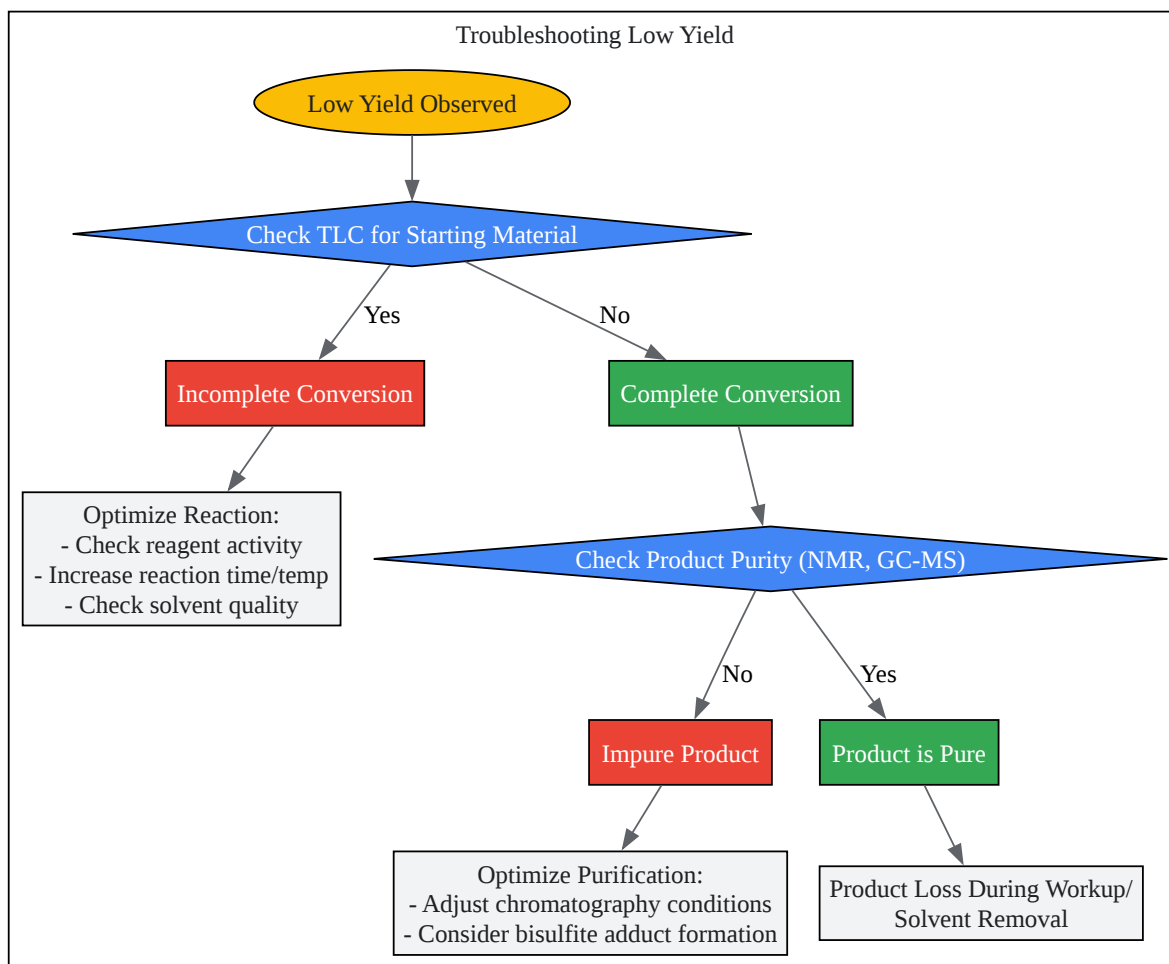 Troubleshooting Low Yield
Low Yield Observed
Check TLC for Starting Material
Yes
No
Incomplete Conversion
Complete Conversion
Optimize Reaction:
- Check reagent activity
- Increase reaction time/temp
- Check solvent quality
Check Product Purity (NMR, GC-MS)
No
Yes
Impure Product
Product is Pure
Optimize Purification:
- Adjust chromatography conditions
- Consider bisulfite adduct formation
Product Loss During Workup/
Solvent Removal